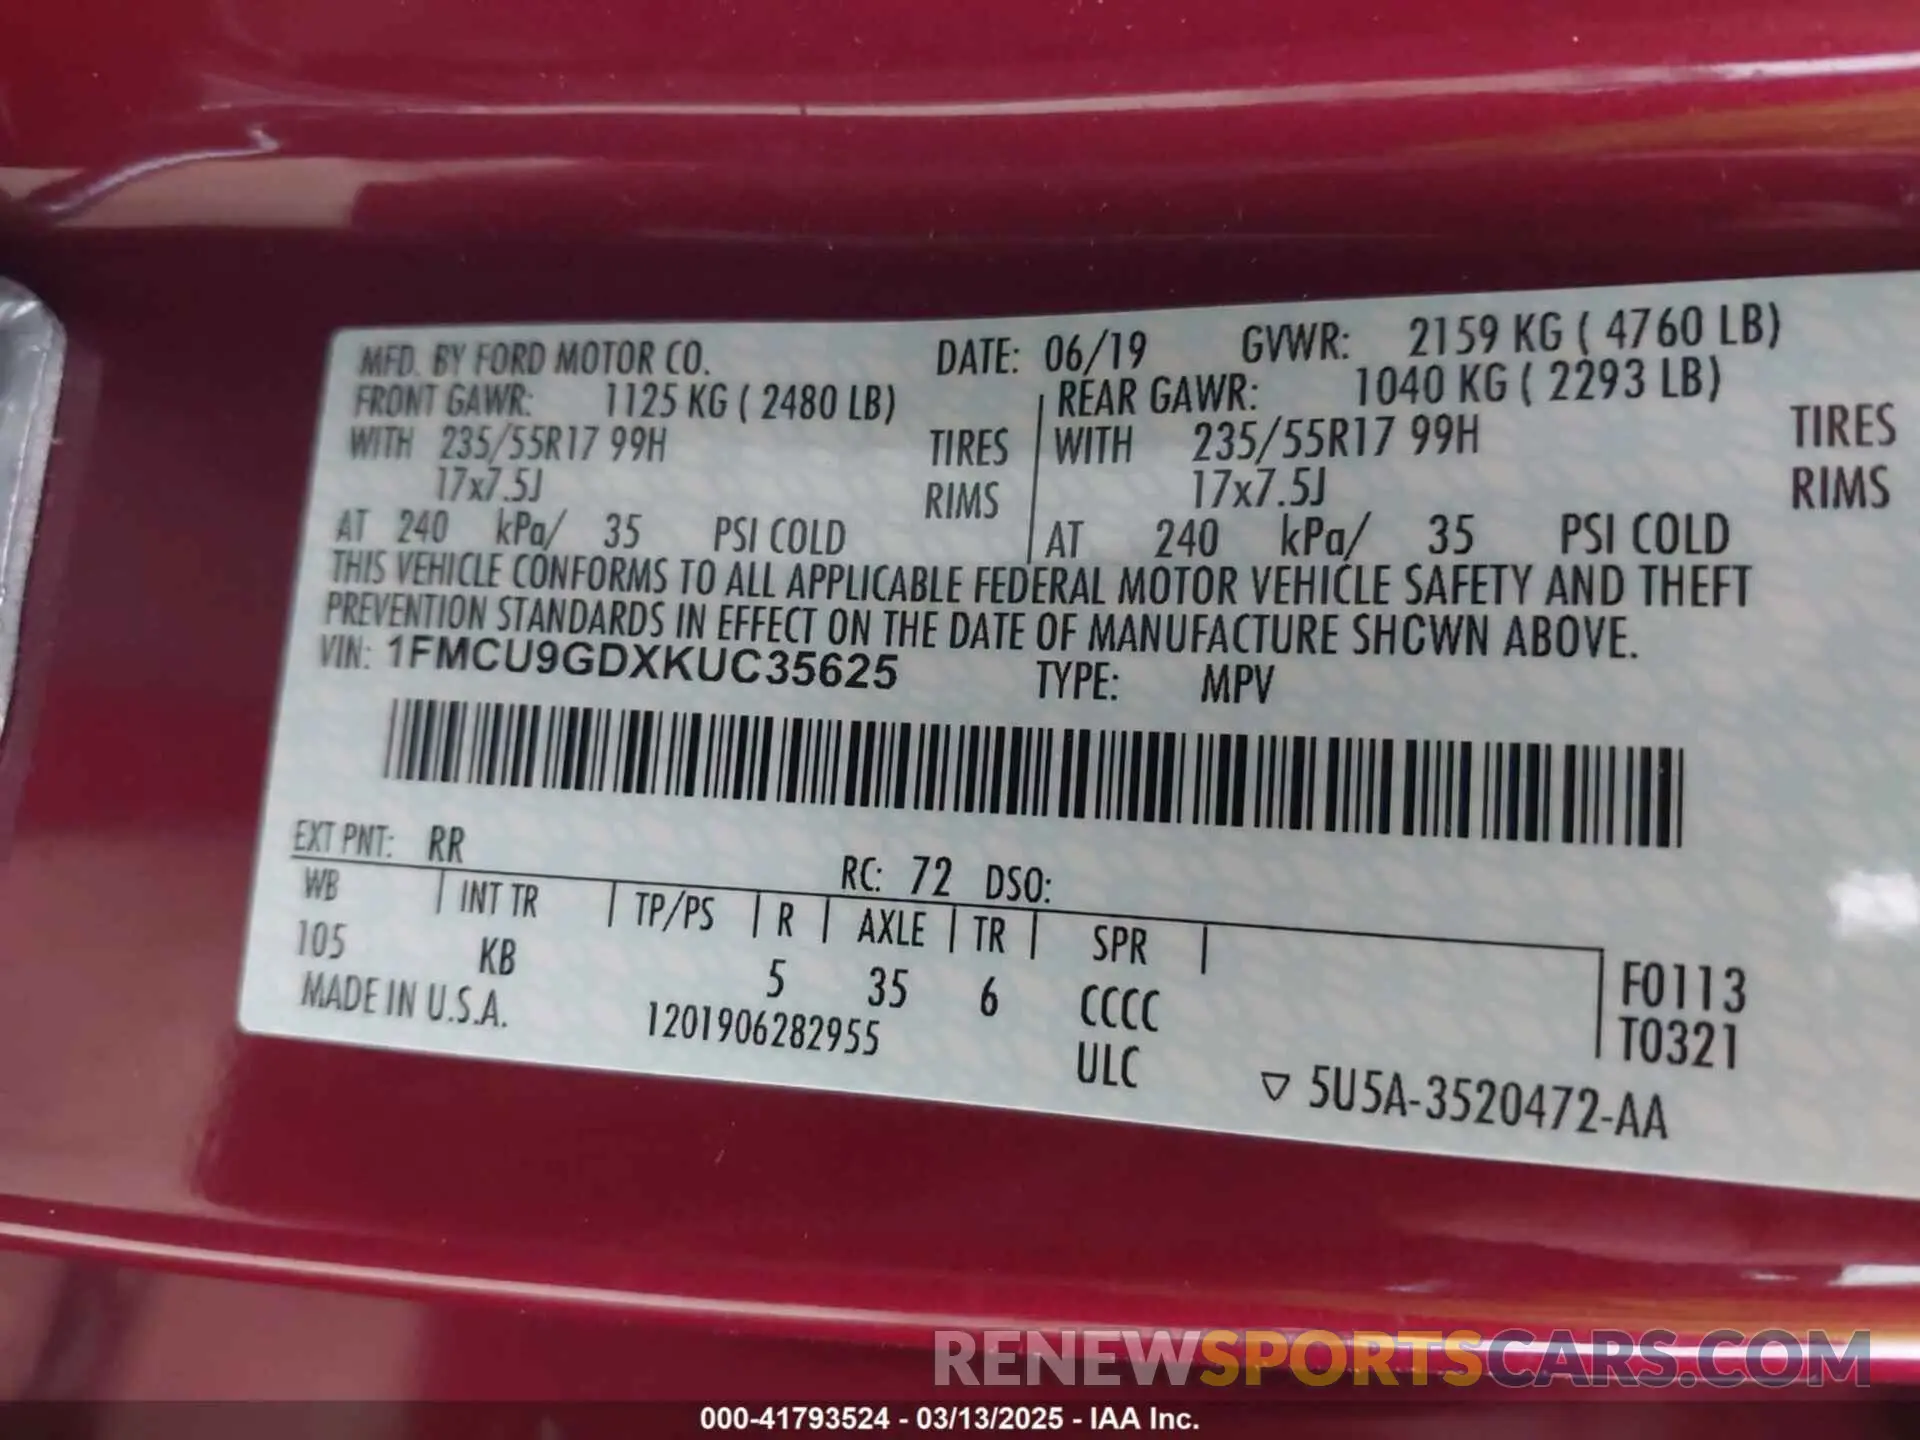 MFD. BY FORD MOTOR CO. DATE: 06/19 GVWR: 2159 KG ( 4760 LB)
FRONT GAWR: 1125 KG ( 2480 LB) REAR GAWR: 1040 KG ( 2293 LB)
WITH 235/55R17 99H TIRES WITH 235/55R17 99H TIRES
17x7.5J RIMS 17x7.5J RIMS
AT 240 kPa/ 35 PSI COLD AT 240 kPa/ 35 PSI COLD
THIS VEHICLE CONFORMS TO ALL APPLICABLE FEDERAL MOTOR VEHICLE SAFETY AND THEFT
PREVENTION STANDARDS IN EFFECT ON THE DATE OF MANUFACTURE SHOWN ABOVE.
VIN: 1FMCU9GDXKUC35625 TYPE: MPV
EXT PNT: RR RC: 72 DSO:
WB INT TR TP/PS R AXLE TR SPR
105 KB 5 35 6 CCCC F0113
MADE IN U.S.A. 1201906282955 ULC T0321
▽ 5U5A-3520472-AA
RENEWSPORTSCARS.COM
000-41793524 - 03/13/2025 - IAA Inc.